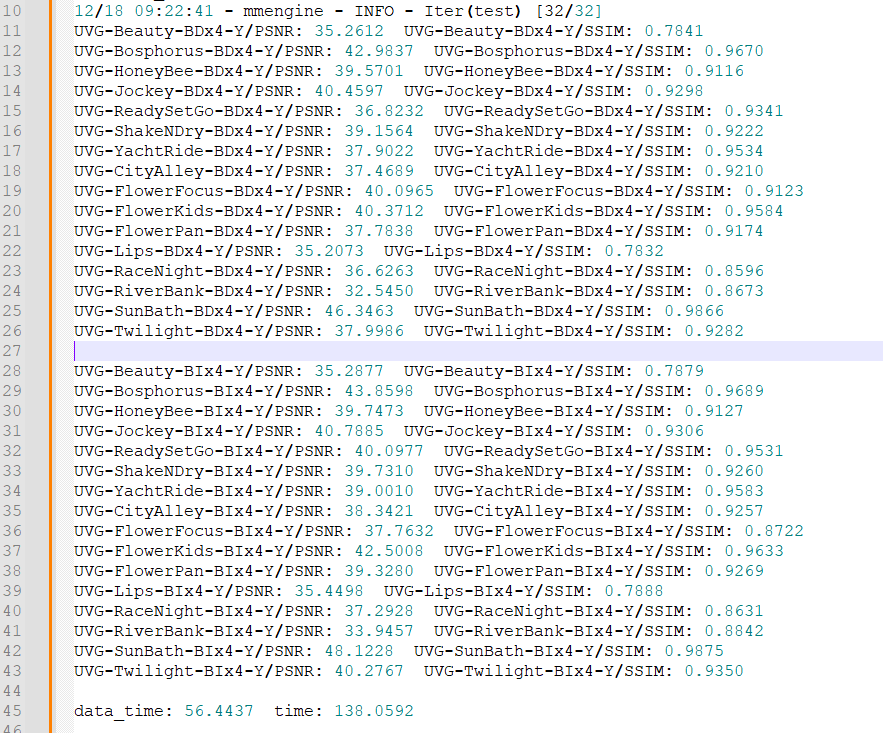 10 12/18 09:22:41 - mmengine - INFO - Iter(test) [32/32]
11 UVG-Beauty-BDx4-Y/PSNR: 35.2612  UVG-Beauty-BDx4-Y/SSIM: 0.7841
12 UVG-Bosphorus-BDx4-Y/PSNR: 42.9837  UVG-Bosphorus-BDx4-Y/SSIM: 0.9670
13 UVG-HoneyBee-BDx4-Y/PSNR: 39.5701  UVG-HoneyBee-BDx4-Y/SSIM: 0.9116
14 UVG-Jockey-BDx4-Y/PSNR: 40.4597  UVG-Jockey-BDx4-Y/SSIM: 0.9298
15 UVG-ReadySetGo-BDx4-Y/PSNR: 36.8232  UVG-ReadySetGo-BDx4-Y/SSIM: 0.9341
16 UVG-ShakeNDry-BDx4-Y/PSNR: 39.1564  UVG-ShakeNDry-BDx4-Y/SSIM: 0.9222
17 UVG-YachtRide-BDx4-Y/PSNR: 37.9022  UVG-YachtRide-BDx4-Y/SSIM: 0.9534
18 UVG-CityAlley-BDx4-Y/PSNR: 37.4689  UVG-CityAlley-BDx4-Y/SSIM: 0.9210
19 UVG-FlowerFocus-BDx4-Y/PSNR: 40.0965  UVG-FlowerFocus-BDx4-Y/SSIM: 0.9123
20 UVG-FlowerKids-BDx4-Y/PSNR: 40.3712  UVG-FlowerKids-BDx4-Y/SSIM: 0.9584
21 UVG-FlowerPan-BDx4-Y/PSNR: 37.7838  UVG-FlowerPan-BDx4-Y/SSIM: 0.9174
22 UVG-Lips-BDx4-Y/PSNR: 35.2073  UVG-Lips-BDx4-Y/SSIM: 0.7832
23 UVG-RaceNight-BDx4-Y/PSNR: 36.6263  UVG-RaceNight-BDx4-Y/SSIM: 0.8596
24 UVG-RiverBank-BDx4-Y/PSNR: 32.5450  UVG-RiverBank-BDx4-Y/SSIM: 0.8673
25 UVG-SunBath-BDx4-Y/PSNR: 46.3463  UVG-SunBath-BDx4-Y/SSIM: 0.9866
26 UVG-Twilight-BDx4-Y/PSNR: 37.9986  UVG-Twilight-BDx4-Y/SSIM: 0.9282
27
28 UVG-Beauty-BIx4-Y/PSNR: 35.2877  UVG-Beauty-BIx4-Y/SSIM: 0.7879
29 UVG-Bosphorus-BIx4-Y/PSNR: 43.8598  UVG-Bosphorus-BIx4-Y/SSIM: 0.9689
30 UVG-HoneyBee-BIx4-Y/PSNR: 39.7473  UVG-HoneyBee-BIx4-Y/SSIM: 0.9127
31 UVG-Jockey-BIx4-Y/PSNR: 40.7885  UVG-Jockey-BIx4-Y/SSIM: 0.9306
32 UVG-ReadySetGo-BIx4-Y/PSNR: 40.0977  UVG-ReadySetGo-BIx4-Y/SSIM: 0.9531
33 UVG-ShakeNDry-BIx4-Y/PSNR: 39.7310  UVG-ShakeNDry-BIx4-Y/SSIM: 0.9260
34 UVG-YachtRide-BIx4-Y/PSNR: 39.0010  UVG-YachtRide-BIx4-Y/SSIM: 0.9583
35 UVG-CityAlley-BIx4-Y/PSNR: 38.3421  UVG-CityAlley-BIx4-Y/SSIM: 0.9257
36 UVG-FlowerFocus-BIx4-Y/PSNR: 37.7632  UVG-FlowerFocus-BIx4-Y/SSIM: 0.8722
37 UVG-FlowerKids-BIx4-Y/PSNR: 42.5008  UVG-FlowerKids-BIx4-Y/SSIM: 0.9633
38 UVG-FlowerPan-BIx4-Y/PSNR: 39.3280  UVG-FlowerPan-BIx4-Y/SSIM: 0.9269
39 UVG-Lips-BIx4-Y/PSNR: 35.4498  UVG-Lips-BIx4-Y/SSIM: 0.7888
40 UVG-RaceNight-BIx4-Y/PSNR: 37.2928  UVG-RaceNight-BIx4-Y/SSIM: 0.8631
41 UVG-RiverBank-BIx4-Y/PSNR: 33.9457  UVG-RiverBank-BIx4-Y/SSIM: 0.8842
42 UVG-SunBath-BIx4-Y/PSNR: 48.1228  UVG-SunBath-BIx4-Y/SSIM: 0.9875
43 UVG-Twilight-BIx4-Y/PSNR: 40.2767  UVG-Twilight-BIx4-Y/SSIM: 0.9350
44
45 data_time: 56.4437  time: 138.0592
46